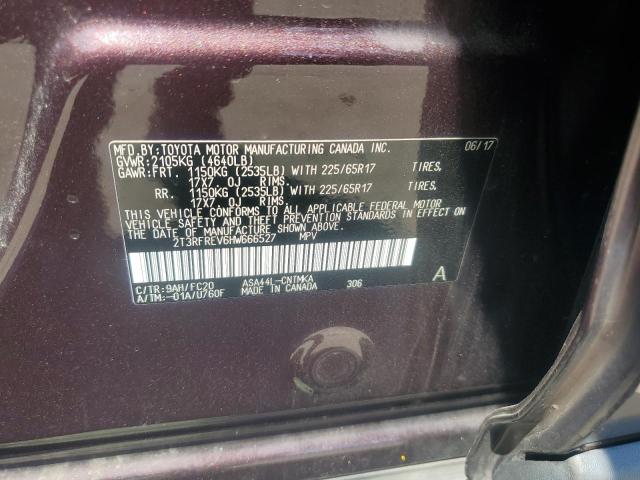 MFD.BY:TOYOTA MOTOR MANUFACTURING CANADA INC. 06/17
GVWR:2105KG (4640LB)
GAWR:FRT. 1150KG (2535LB) WITH 225/65R17 TIRES,
17X7 0J RIMS
RR. 1150KG (2535LB) WITH 225/65R17 TIRES,
17X7 0J RIMS
THIS VEHICLE CONFORMS TO ALL APPLICABLE FEDERAL MOTOR
VEHICLE SAFETY AND THEFT PREVENTION STANDARDS IN EFFECT
ON THE DATE OF MANUFACTURE SHOWN ABOVE.
2T3RFREV6HW666527 MPV
C/TR:9AH/FC20 ASA44L-CNTMKA 306 A
A/TM:-01A/U760F MADE IN CANADA